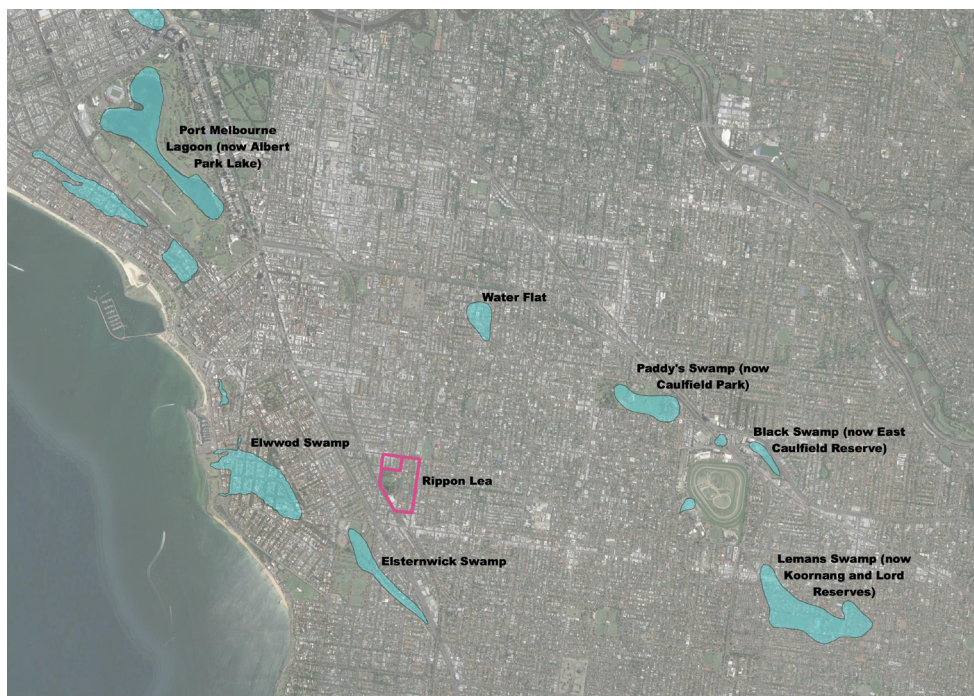 Port Melbourne
Lagoon (now Albert
Park Lake)
Water Flat
Paddy's Swamp (now
Caulfield Park)
Black Swamp (now East
Caulfield Reserve)
Elwwod Swamp
Rippon Lea
Elsternwick Swamp
Lemans Swamp (now
Koornang and Lord
Reserves)